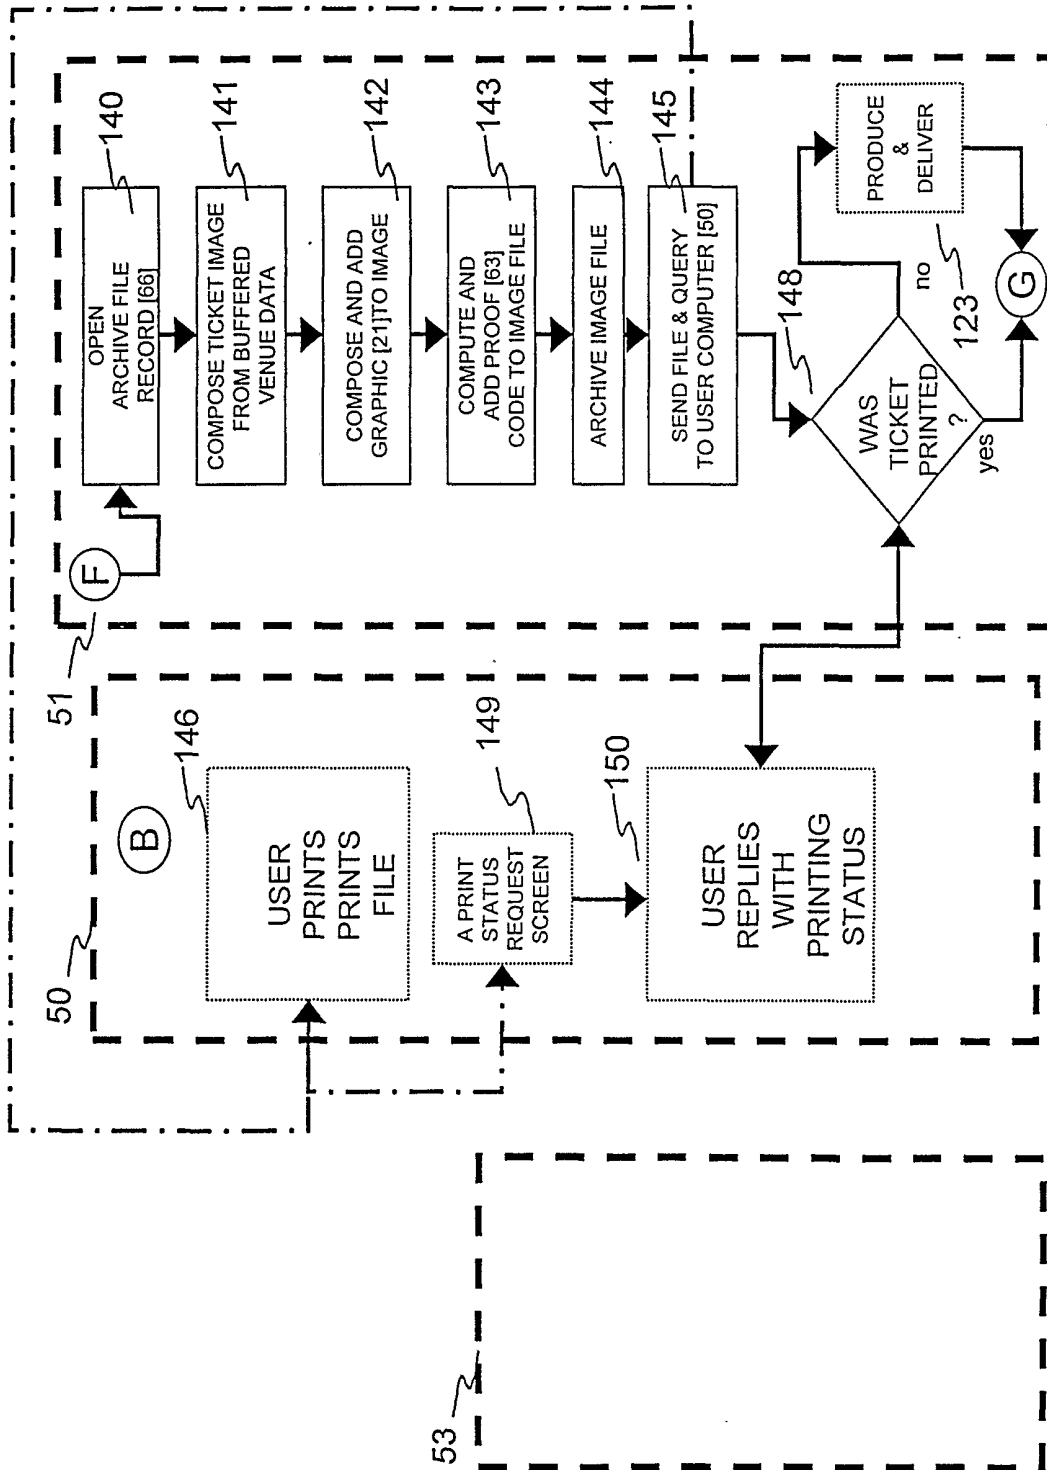 51
F
OPEN
ARCHIVE FILE
RECORD [66]
140
COMPOSE TICKET IMAGE
FROM BUFFERED
VENUE DATA
141
COMPOSE AND ADD
GRAPHIC [21]TO IMAGE
142
COMPUTE AND
ADD PROOF [63]
CODE TO IMAGE FILE
143
ARCHIVE IMAGE FILE
144
SEND FILE & QUERY
TO USER COMPUTER [50]
145
WAS
TICKET
PRINTED
?
148
no
yes
PRODUCE
&
DELIVER
123
G
50
B
USER
PRINTS
PRINTS
FILE
146
A PRINT
STATUS
REQUEST
SCREEN
149
USER
REPLIES
WITH
PRINTING
STATUS
150
53